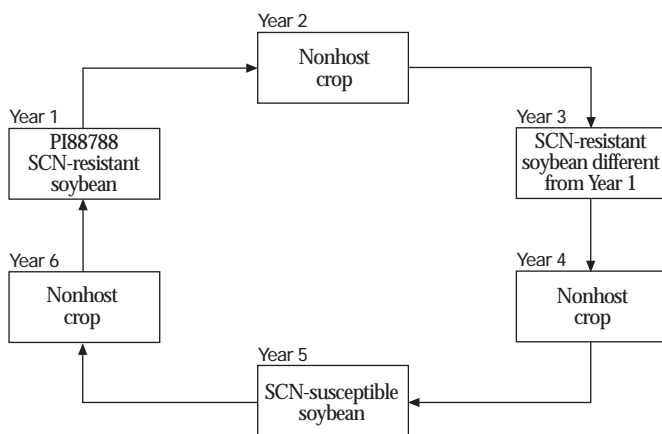 Year 1
PI88788
SCN-resistant
soybean
Year 2
Nonhost
crop
Year 3
SCN-resistant
soybean different
from Year 1
Year 4
Nonhost
crop
Year 5
SCN-susceptible
soybean
Year 6
Nonhost
crop